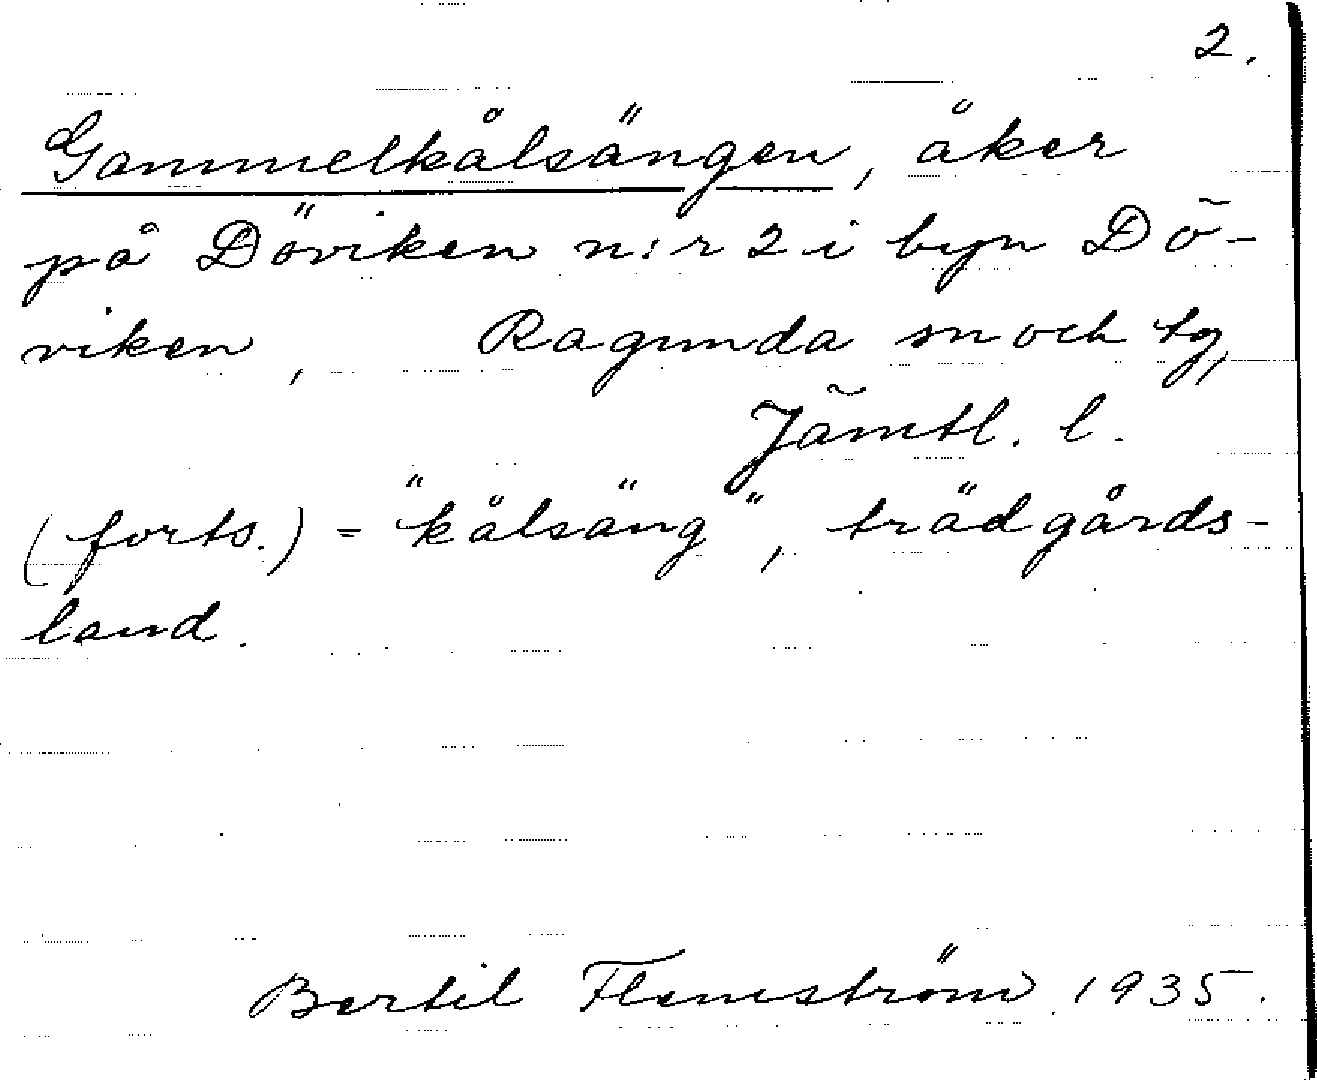 2.
Gammelkålsängen, åker
på Döviken n:r 2 i byn Dö-
viken, Ragunda sn och tg,
Jämtl. l.
(forts.) = "kålsäng", trädgårds-
land.
Bertil Flemström 1935.